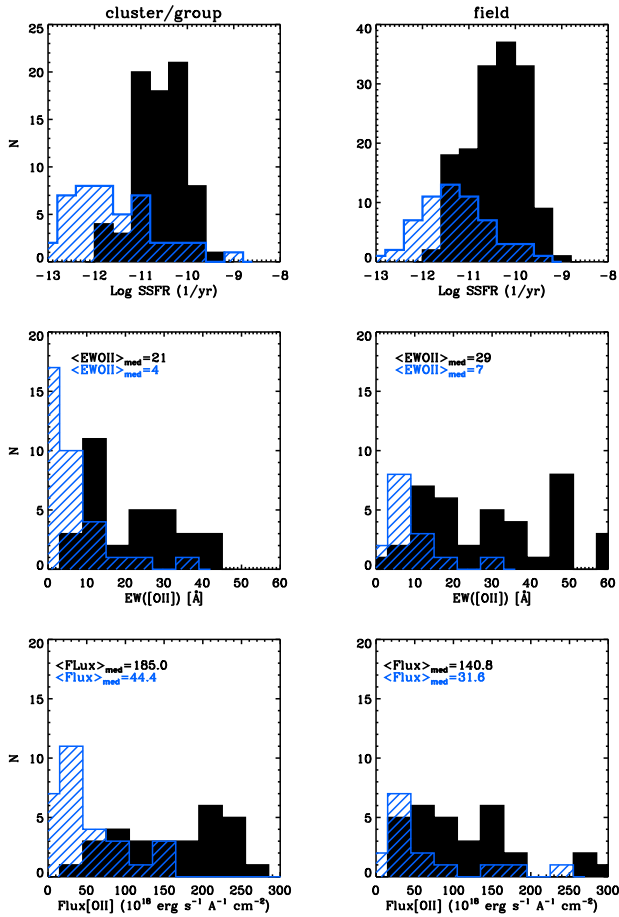 cluster/group
field
25
20
15
10
5
0
N
-13 -12 -11 -10 -9 -8
Log SSFR (1/yr)
40
30
20
10
0
-13 -12 -11 -10 -9 -8
Log SSFR (1/yr)
<EWOII>med=21
<EWOII>med=4
20
15
10
5
0
N
0 10 20 30 40 50 60
EW([OII]) [Å]
<EWOII>med=29
<EWOII>med=7
20
15
10
5
0
0 10 20 30 40 50 60
EW([OII]) [Å]
<FLux>med=185.0
<Flux>med=44.4
20
15
10
5
0
N
0 50 100 150 200 250 300
Flux[OII] (10¹⁸ erg s⁻¹ A⁻¹ cm⁻²)
<Flux>med=140.8
<Flux>med=31.6
20
15
10
5
0
0 50 100 150 200 250 300
Flux[OII] (10¹⁸ erg s⁻¹ A⁻¹ cm⁻²)